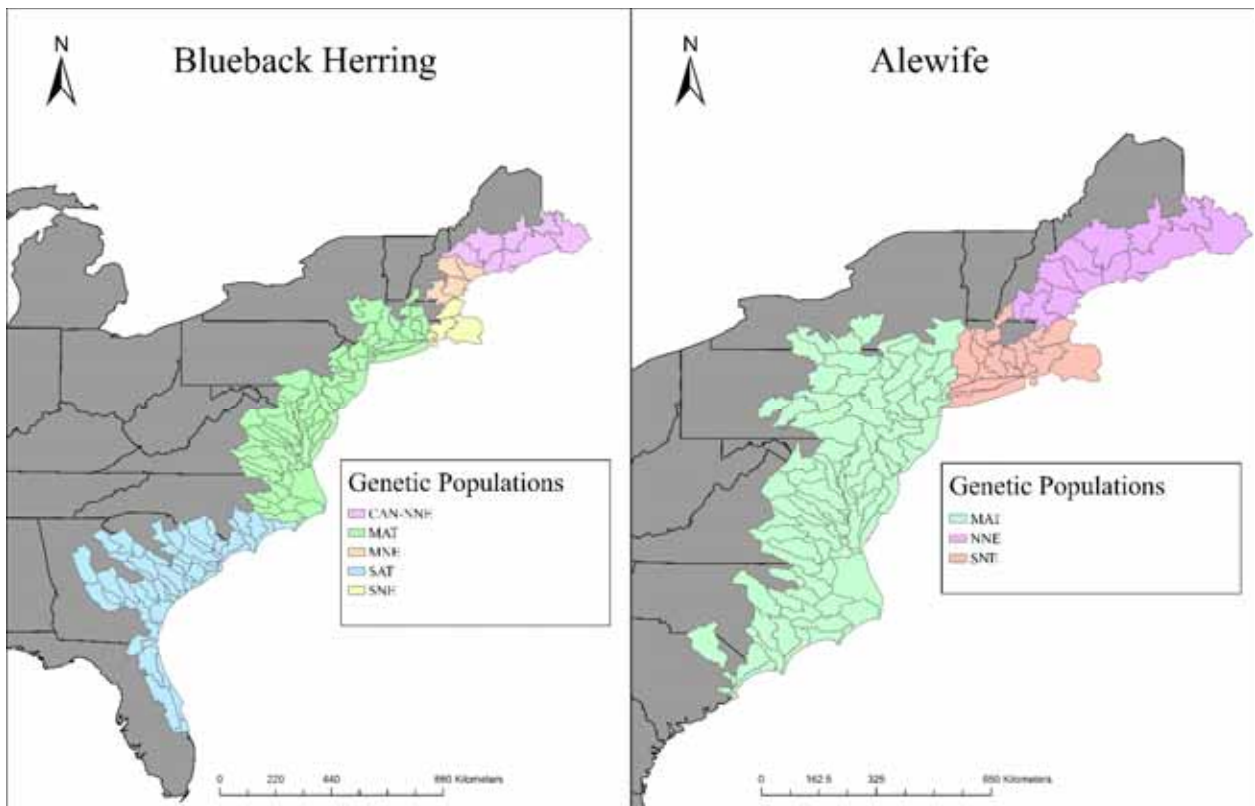 N
Blueback Herring
Genetic Populations
CAN-NNE
MAT
MNE
SAT
SNE
0 220 440 880 Kilometers
N
Alewife
Genetic Populations
MAT
NNE
SNE
0 162.5 325 650 Kilometers